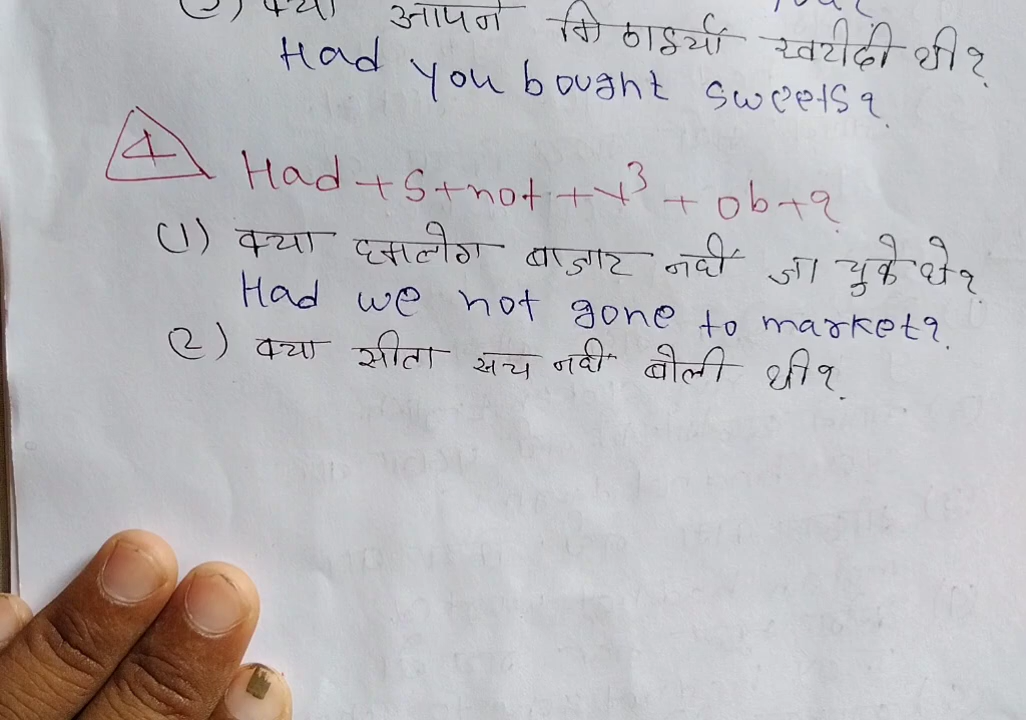 क्या आपने मिठाइयाँ खरीदी थी?
Had You bought sweets?
4 Had + S + not + V³ + ob + ?
(1) क्या हमलोग बाजार नहीं जा चुके थे?
Had we not gone to market?
(2) क्या सीता सच नहीं बोली थी?